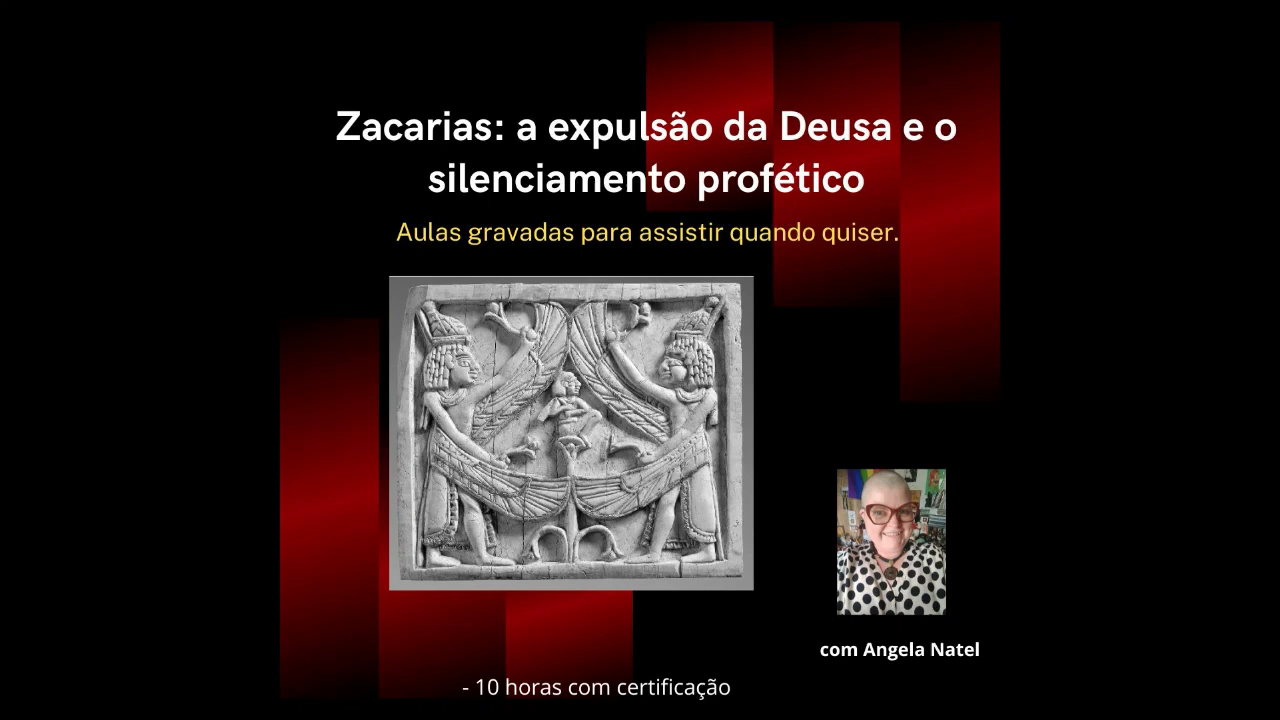 Zacarias: a expulsão da Deusa e o
silenciamento profético
Aulas gravadas para assistir quando quiser.
com Angela Natel
- 10 horas com certificação